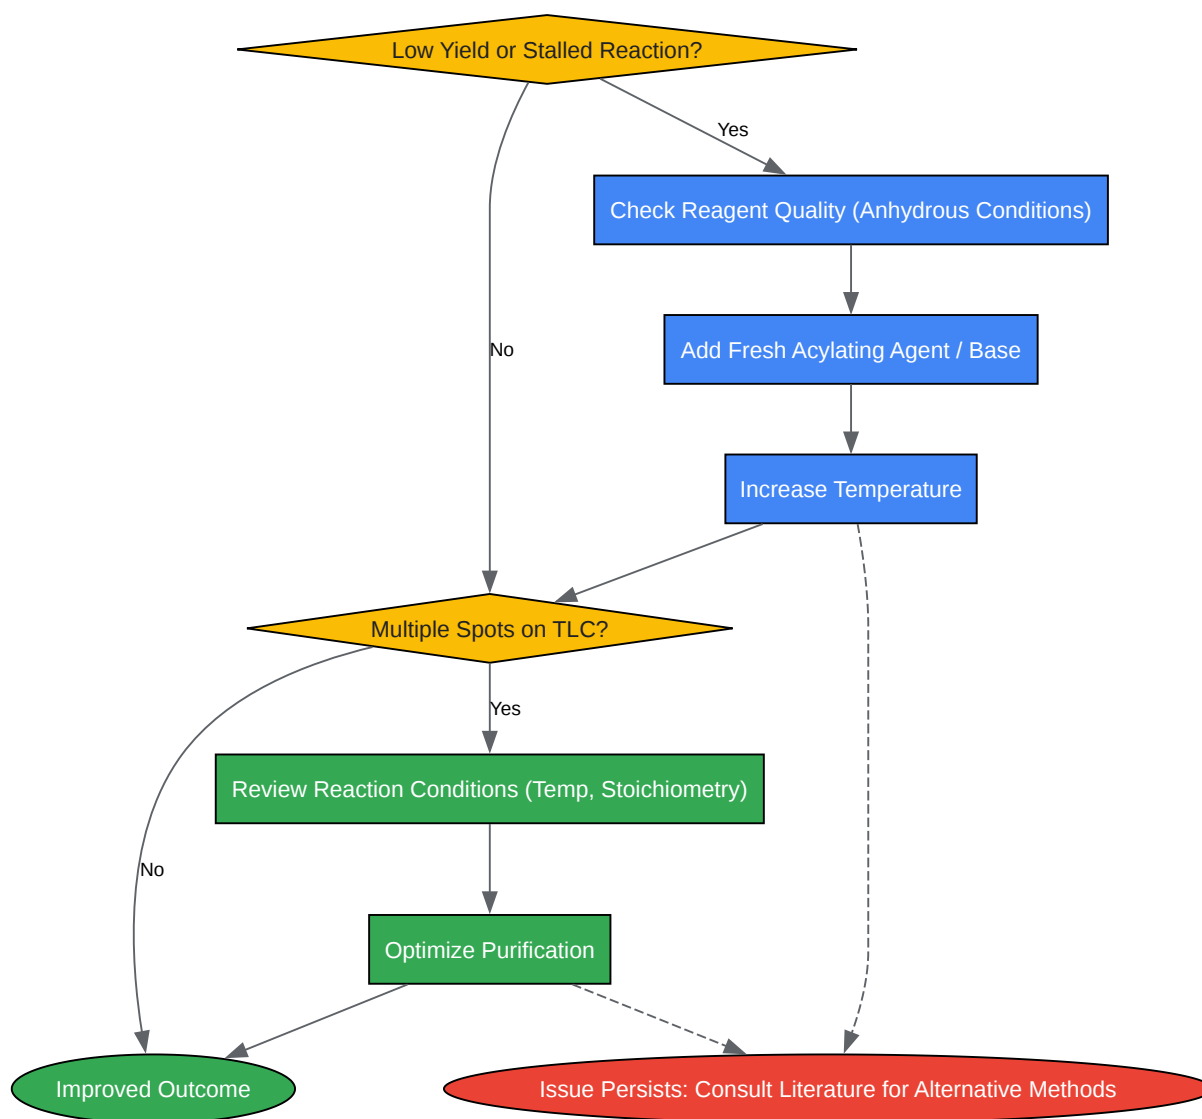 Low Yield or Stalled Reaction?
Yes
Check Reagent Quality (Anhydrous Conditions)
No
Add Fresh Acylating Agent / Base
Increase Temperature
Multiple Spots on TLC?
Yes
Review Reaction Conditions (Temp, Stoichiometry)
No
Optimize Purification
Improved Outcome
Issue Persists: Consult Literature for Alternative Methods